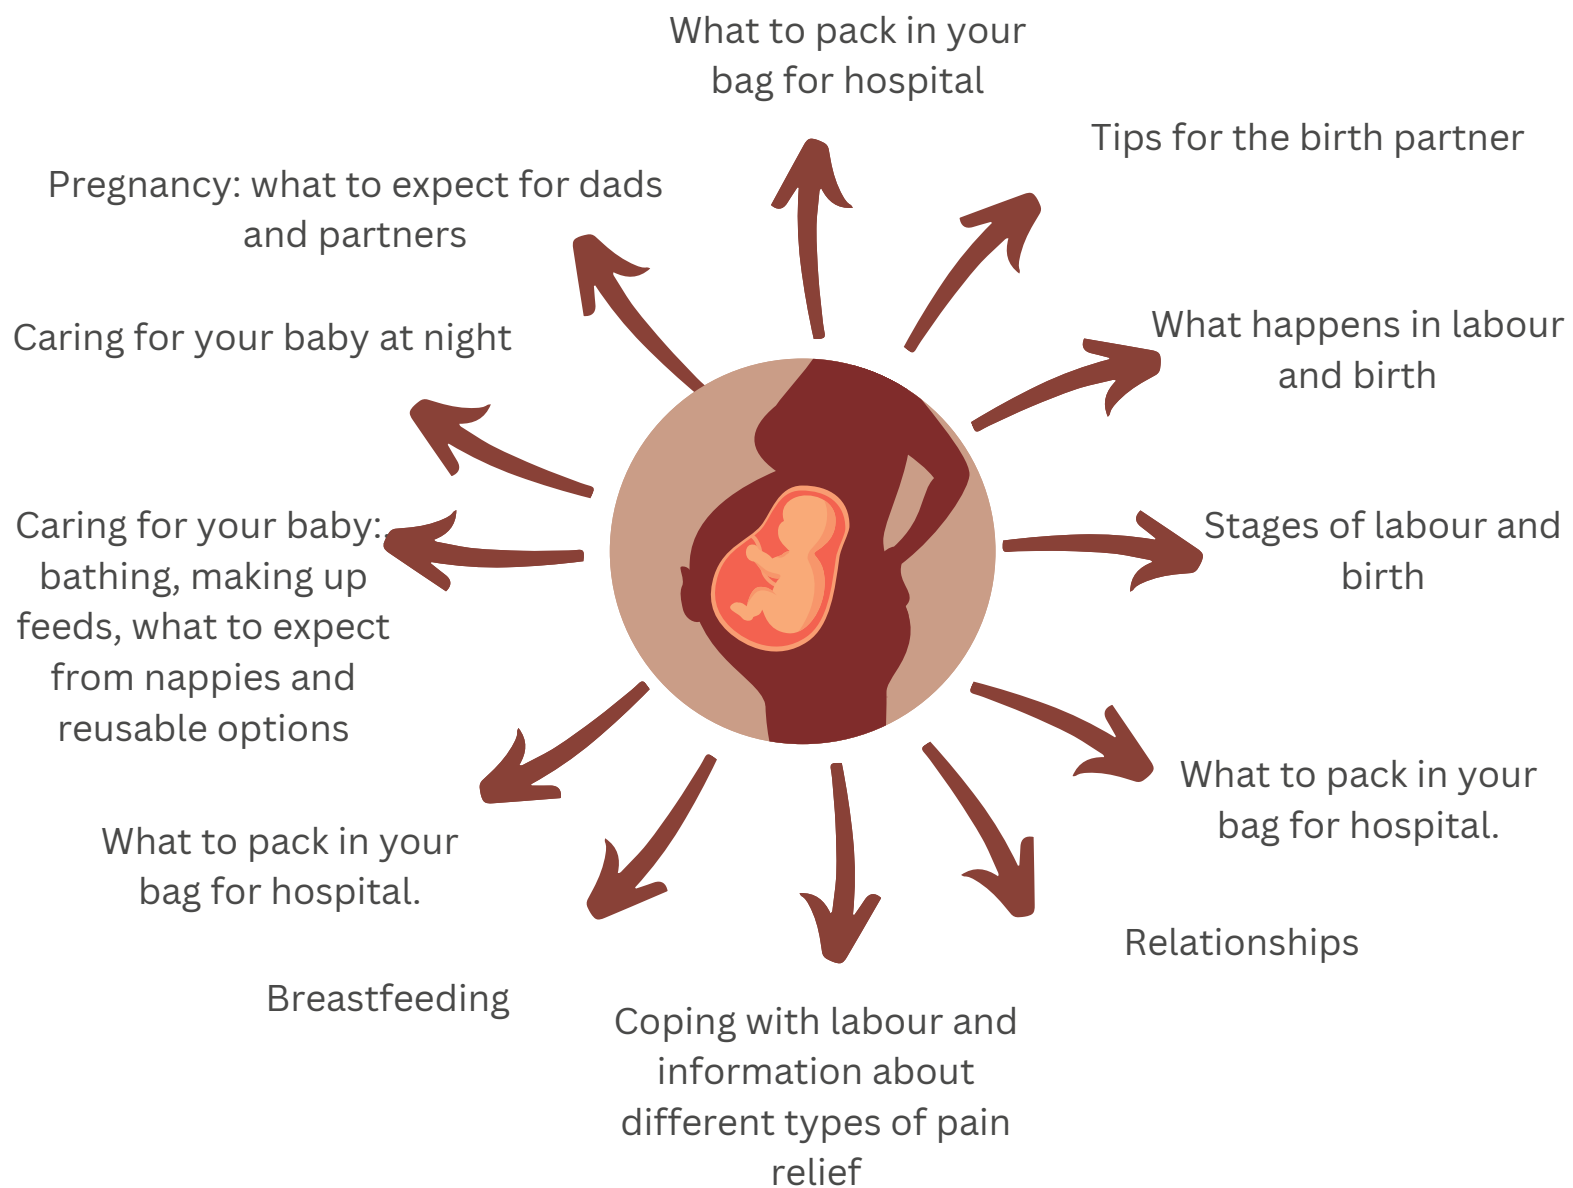 What to pack in your
bag for hospital
Tips for the birth partner
Pregnancy: what to expect for dads
and partners
What happens in labour
and birth
Caring for your baby at night
Stages of labour and
birth
Caring for your baby:
bathing, making up
feeds, what to expect
from nappies and
reusable options
What to pack in your
bag for hospital.
What to pack in your
bag for hospital.
Relationships
Breastfeeding
Coping with labour and
information about
different types of pain
relief